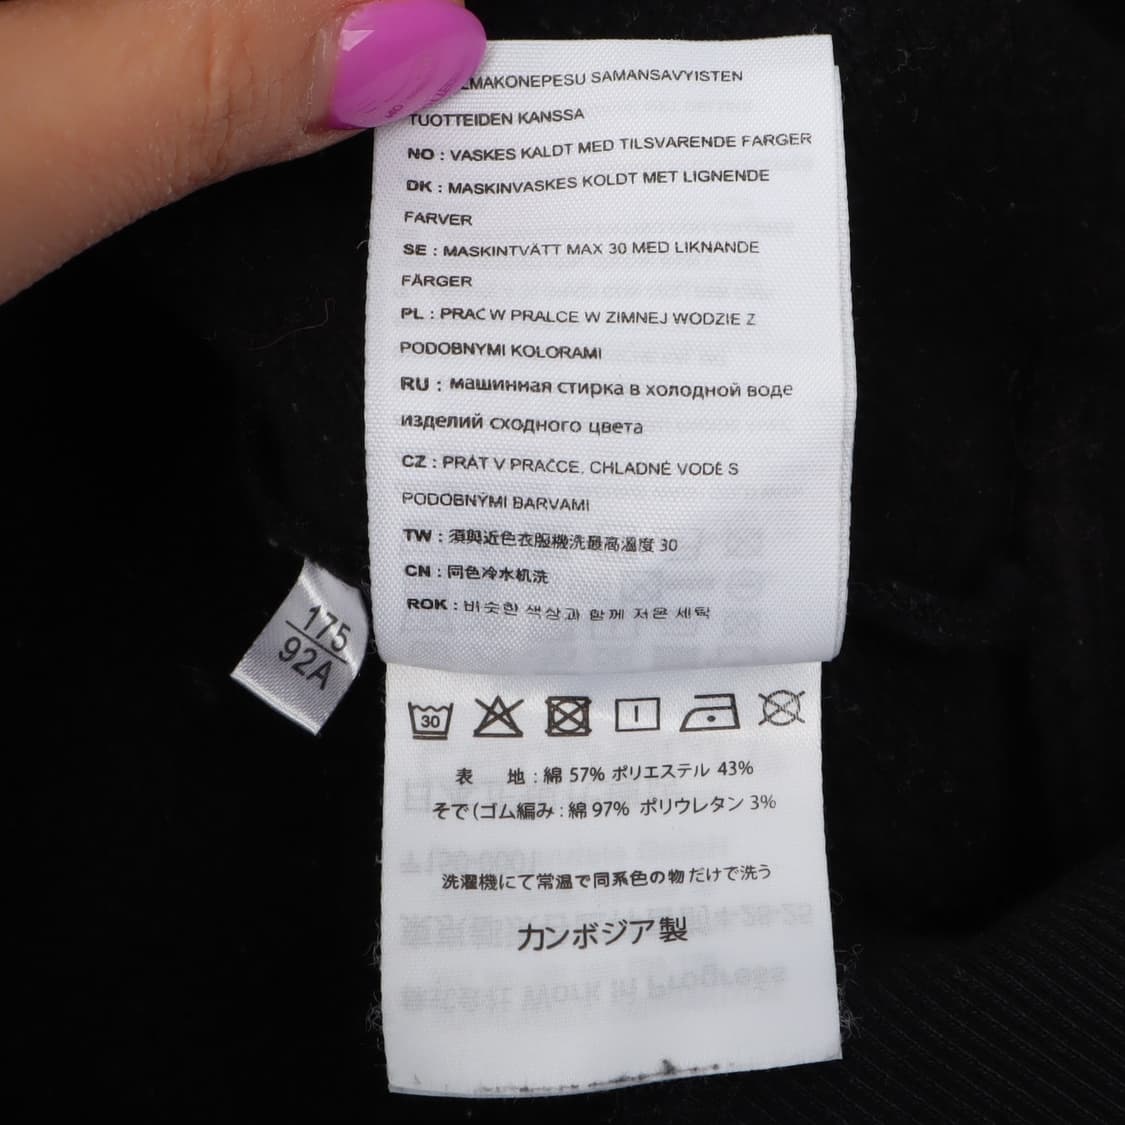 LMAKONEPESU SAMANSAVYISTEN
TUOTTEIDEN KANSSA
NO : VASKES KALDT MED TILSVARENDE FARGER
DK : MASKINVASKES KOLDT MET LIGNENDE
FARVER
SE : MASKINTVÄTT MAX 30 MED LIKNANDE
FÄRGER
PL : PRAĆ W PRALCE W ZIMNEJ WODZIE Z
PODOBNYMI KOLORAMI
RU : машинная стирка в холодной воде
изделий сходного цвета
CZ : PRÁT V PRAČCE, CHLADNÉ VODĚ S
PODOBNÝMI BARVAMI
TW : 須與近色衣服機洗最高溫度 30
CN : 同色冷水机洗
ROK : 비슷한 색상과 함께 저온 세탁
175
92A
30
表 地 : 綿 57% ポリエステル 43%
そで (ゴム編み : 綿 97% ポリウレタン 3%
洗濯機にて常温で同系色の物だけで洗う
カンボジア製